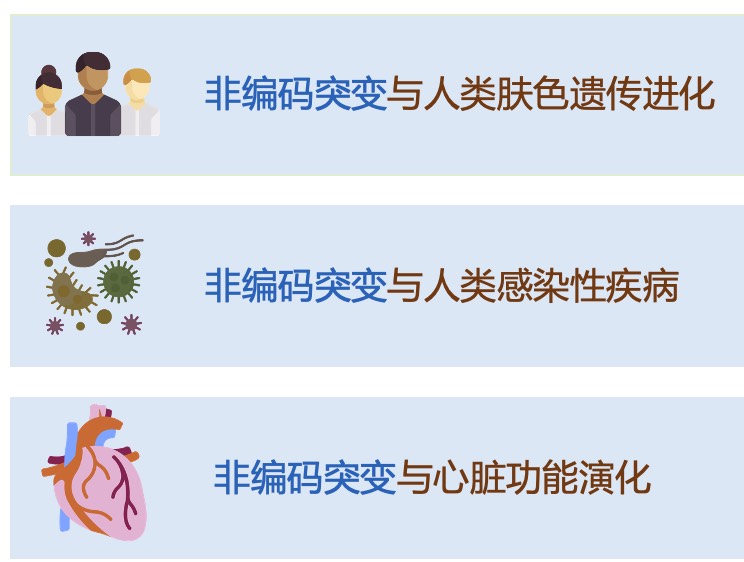 非编码突变与人类肤色遗传进化
非编码突变与人类感染性疾病
非编码突变与心脏功能演化